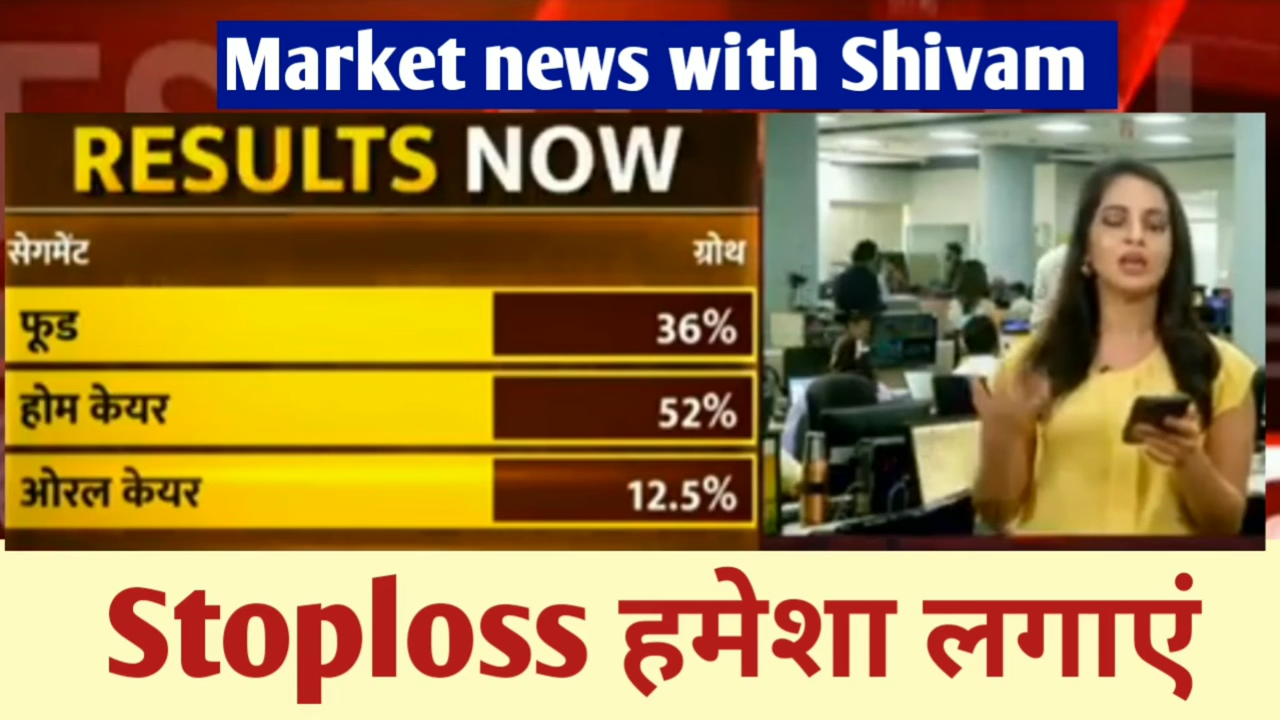 Market news with Shivam
RESULTS NOW
सेगमेंट ग्रोथ
फूड 36%
होम केयर 52%
ओरल केयर 12.5%
Stoploss हमेशा लगाएं